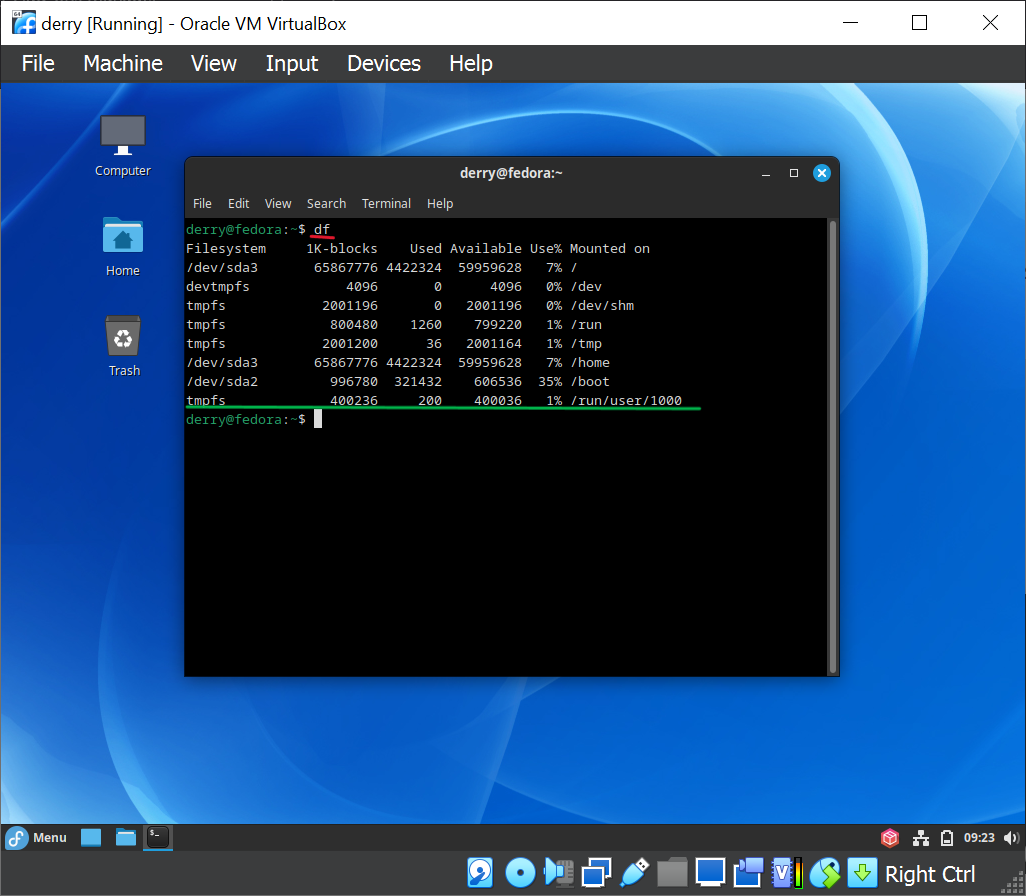 derry [Running] - Oracle VM VirtualBox
File Machine View Input Devices Help
Computer
Home
Trash
derry@fedora:~
File Edit View Search Terminal Help
derry@fedora:~$ df
Filesystem     1K-blocks    Used Available Use% Mounted on
/dev/sda3       65867776 4422324  59959628   7% /
devtmpfs            4096       0      4096   0% /dev
tmpfs            2001196       0   2001196   0% /dev/shm
tmpfs             800480    1260    799220   1% /run
tmpfs            2001200      36   2001164   1% /tmp
/dev/sda3       65867776 4422324  59959628   7% /home
/dev/sda2         996780  321432    606536  35% /boot
tmpfs             400236     200    400036   1% /run/user/1000
derry@fedora:~$
Menu
09:23
Right Ctrl